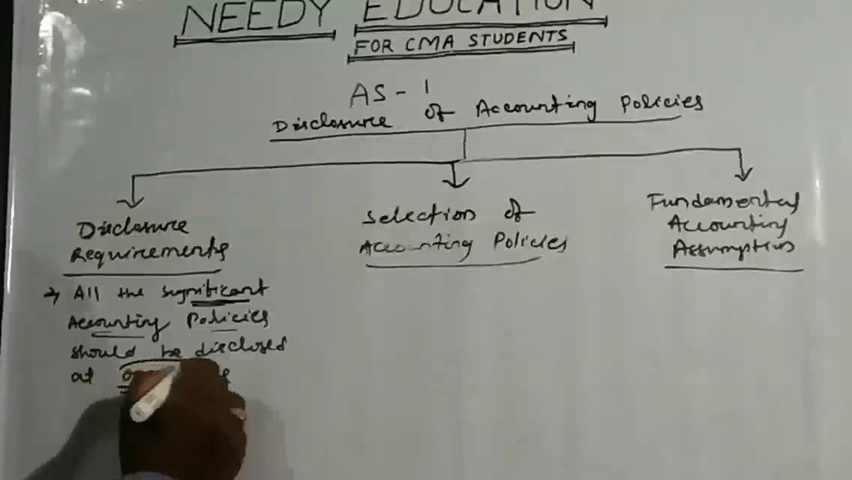 NEEDY EDUCATION
FOR CMA STUDENTS
AS - 1
Disclosure of Accounting Policies
Disclosure
Requirements
→ All the significant
Accounting Policies
should be disclosed
at
Selection of
Accounting Policies
Fundamental
Accounting
Assumption